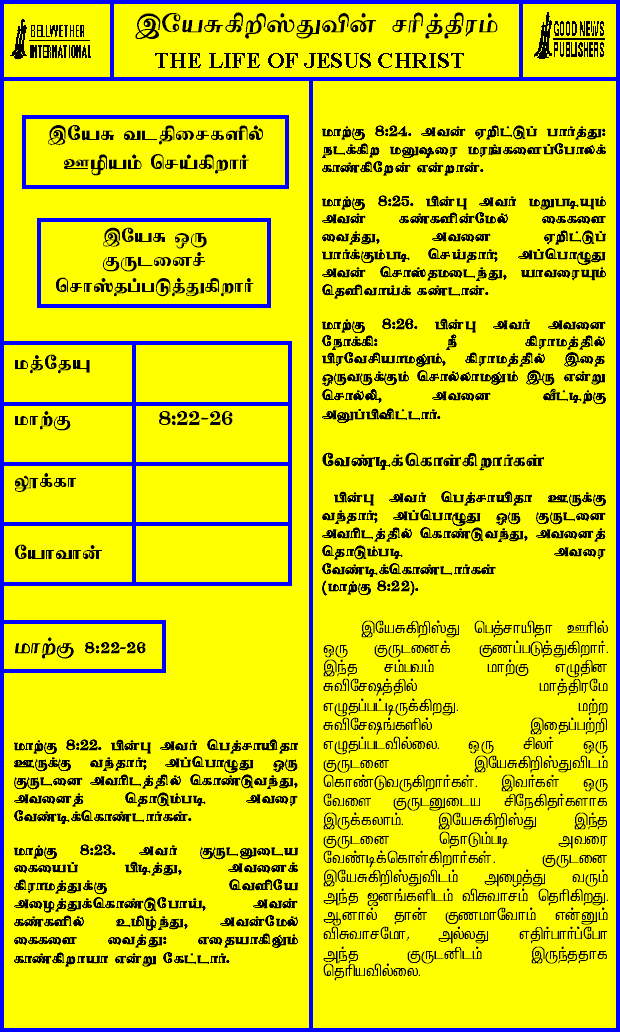 BELLWETHER
INTERNATIONAL
இயேசுகிறிஸ்துவின் சரித்திரம்
THE LIFE OF JESUS CHRIST
GOOD NEWS
PUBLISHERS
இயேசு வடதிசைகளில்
ஊழியம் செய்கிறார்
இயேசு ஒரு
குருடனைச்
சொஸ்தப்படுத்துகிறார்
மத்தேயு
மாற்கு 8:22-26
லூக்கா
யோவான்
மாற்கு 8:22-26
மாற்கு 8:22. பின்பு அவர் பெத்சாயிதா
ஊருக்கு வந்தார்; அப்பொழுது ஒரு
குருடனை அவரிடத்தில் கொண்டுவந்து,
அவனைத் தொடும்படி அவரை
வேண்டிக்கொண்டார்கள்.
மாற்கு 8:23. அவர் குருடனுடைய
கையைப் பிடித்து, அவனைக்
கிராமத்துக்கு வெளியே
அழைத்துக்கொண்டுபோய், அவன்
கண்களில் உமிழ்ந்து, அவன்மேல்
கைகளை வைத்து: எதையாகிலும்
காண்கிறாயா என்று கேட்டார்.
மாற்கு 8:24. அவன் ஏறிட்டுப் பார்த்து:
நடக்கிற மனுஷரை மரங்களைப்போலக்
காண்கிறேன் என்றான்.
மாற்கு 8:25. பின்பு அவர் மறுபடியும்
அவன் கண்களின்மேல் கைகளை
வைத்து, அவனை ஏறிட்டுப்
பார்க்கும்படி செய்தார்; அப்பொழுது
அவன் சொஸ்தமடைந்து, யாவரையும்
தெளிவாய்க் கண்டான்.
மாற்கு 8:26. பின்பு அவர் அவனை
நோக்கி: நீ கிராமத்தில்
பிரவேசியாமலும், கிராமத்தில் இதை
ஒருவருக்கும் சொல்லாமலும் இரு என்று
சொல்லி, அவனை வீட்டிற்கு
அனுப்பிவிட்டார்.
வேண்டிக்கொள்கிறார்கள்
பின்பு அவர் பெத்சாயிதா ஊருக்கு
வந்தார்; அப்பொழுது ஒரு குருடனை
அவரிடத்தில் கொண்டுவந்து, அவனைத்
தொடும்படி அவரை
வேண்டிக்கொண்டார்கள்
(மாற்கு 8:22).
இயேசுகிறிஸ்து பெத்சாயிதா ஊரில்
ஒரு குருடனைக் குணப்படுத்துகிறார்.
இந்த சம்பவம் மாற்கு எழுதின
சுவிசேஷத்தில் மாத்திரமே
எழுதப்பட்டிருக்கிறது. மற்ற
சுவிசேஷங்களில் இதைப்பற்றி
எழுதப்படவில்லை. ஒரு சிலர் ஒரு
குருடனை இயேசுகிறிஸ்துவிடம்
கொண்டுவருகிறார்கள். இவர்கள் ஒரு
வேளை குருடனுடைய சிநேகிதர்களாக
இருக்கலாம். இயேசுகிறிஸ்து இந்த
குருடனை தொடும்படி அவரை
வேண்டிக்கொள்கிறார்கள். குருடனை
இயேசுகிறிஸ்துவிடம் அழைத்து வரும்
அந்த ஜனங்களிடம் விசுவாசம் தெரிகிறது.
ஆனால் தான் குணமாவோம் என்னும்
விசுவாசமோ, அல்லது எதிர்பார்ப்போ
அந்த குருடனிடம் இருந்ததாக
தெரியவில்லை.